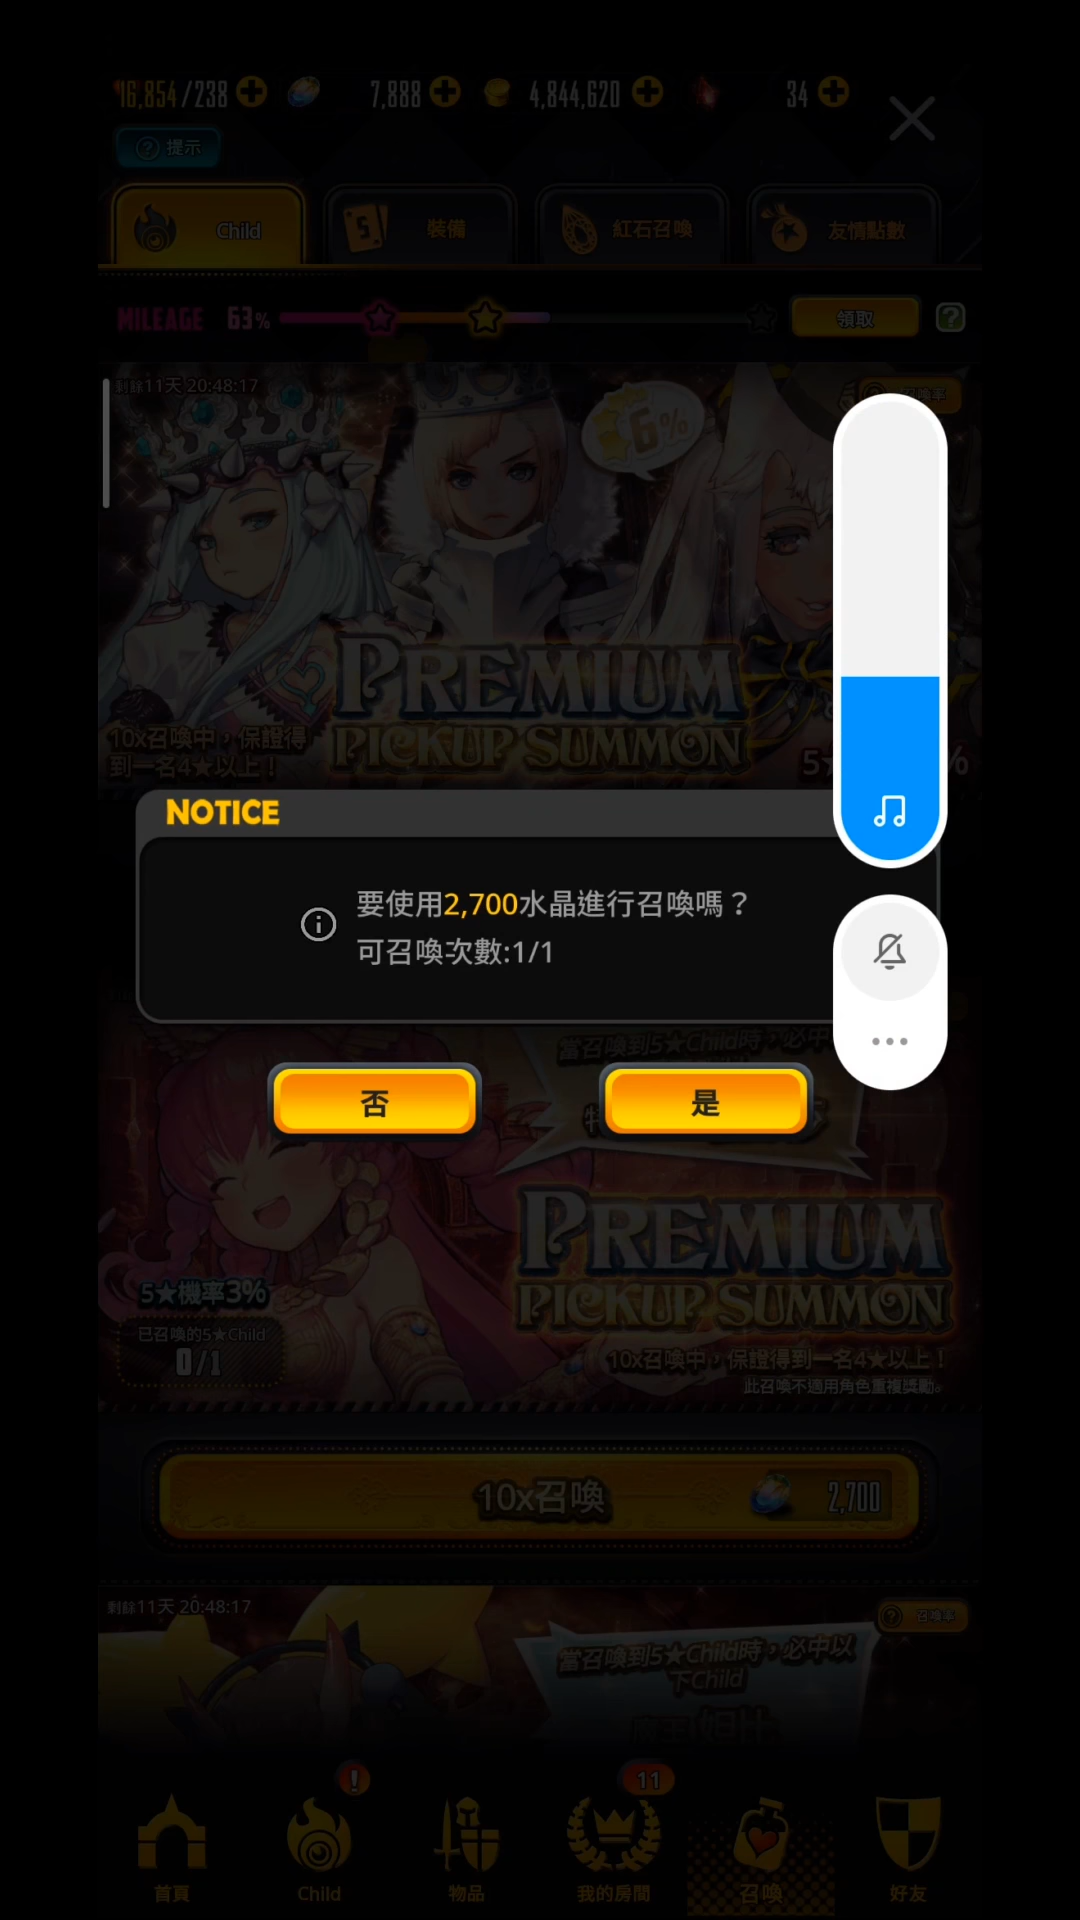 16,854/238
7,888
4,844,620
34
提示
Child
裝備
紅石召喚
友情點數
MILEAGE 63%
領取
剩餘11天 20:48:17
6%
PREMIUM
PICKUP SUMMON
10x召喚中，保證得
到一名4★以上！
NOTICE
要使用2,700水晶進行召喚嗎？
可召喚次數:1/1
否
是
當召喚到5★Child時，必中
PREMIUM
PICKUP SUMMON
5★機率3%
已召喚的5★Child
0/1
10x召喚中，保證得到一名4★以上！
此召喚不適用角色重複獎勵。
10x召喚
2,700
剩餘11天 20:48:17
召喚率
當召喚到5★Child時，必中以
下Child
魔王 妲比
11
首頁
Child
物品
我的房間
召喚
好友